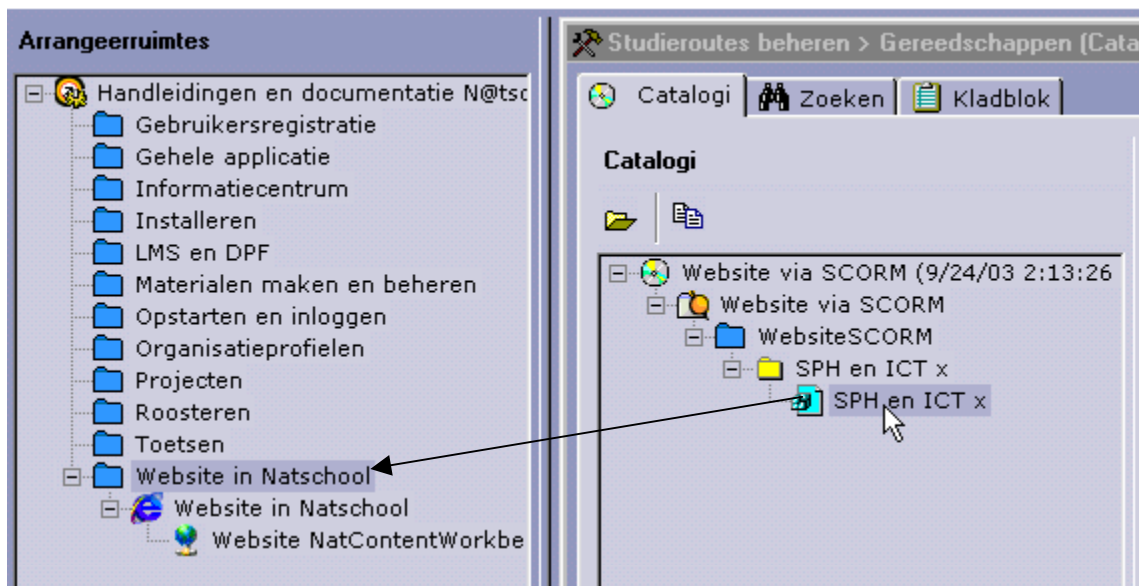 Arrangeerruimtes
Handleidingen en documentatie N@tsc
Gebruikersregistratie
Gehele applicatie
Informatiecentrum
Installeren
LMS en DPF
Materialen maken en beheren
Opstarten en inloggen
Organisatieprofielen
Projecten
Roosteren
Toetsen
Website in Natschool
Website in Natschool
Website NatContentWorkbe
Studieroutes beheren > Gereedschappen (Cata
Catalogi Zoeken Kladblok
Catalogi
Website via SCORM (9/24/03 2:13:26
Website via SCORM
WebsiteSCORM
SPH en ICT x
SPH en ICT x